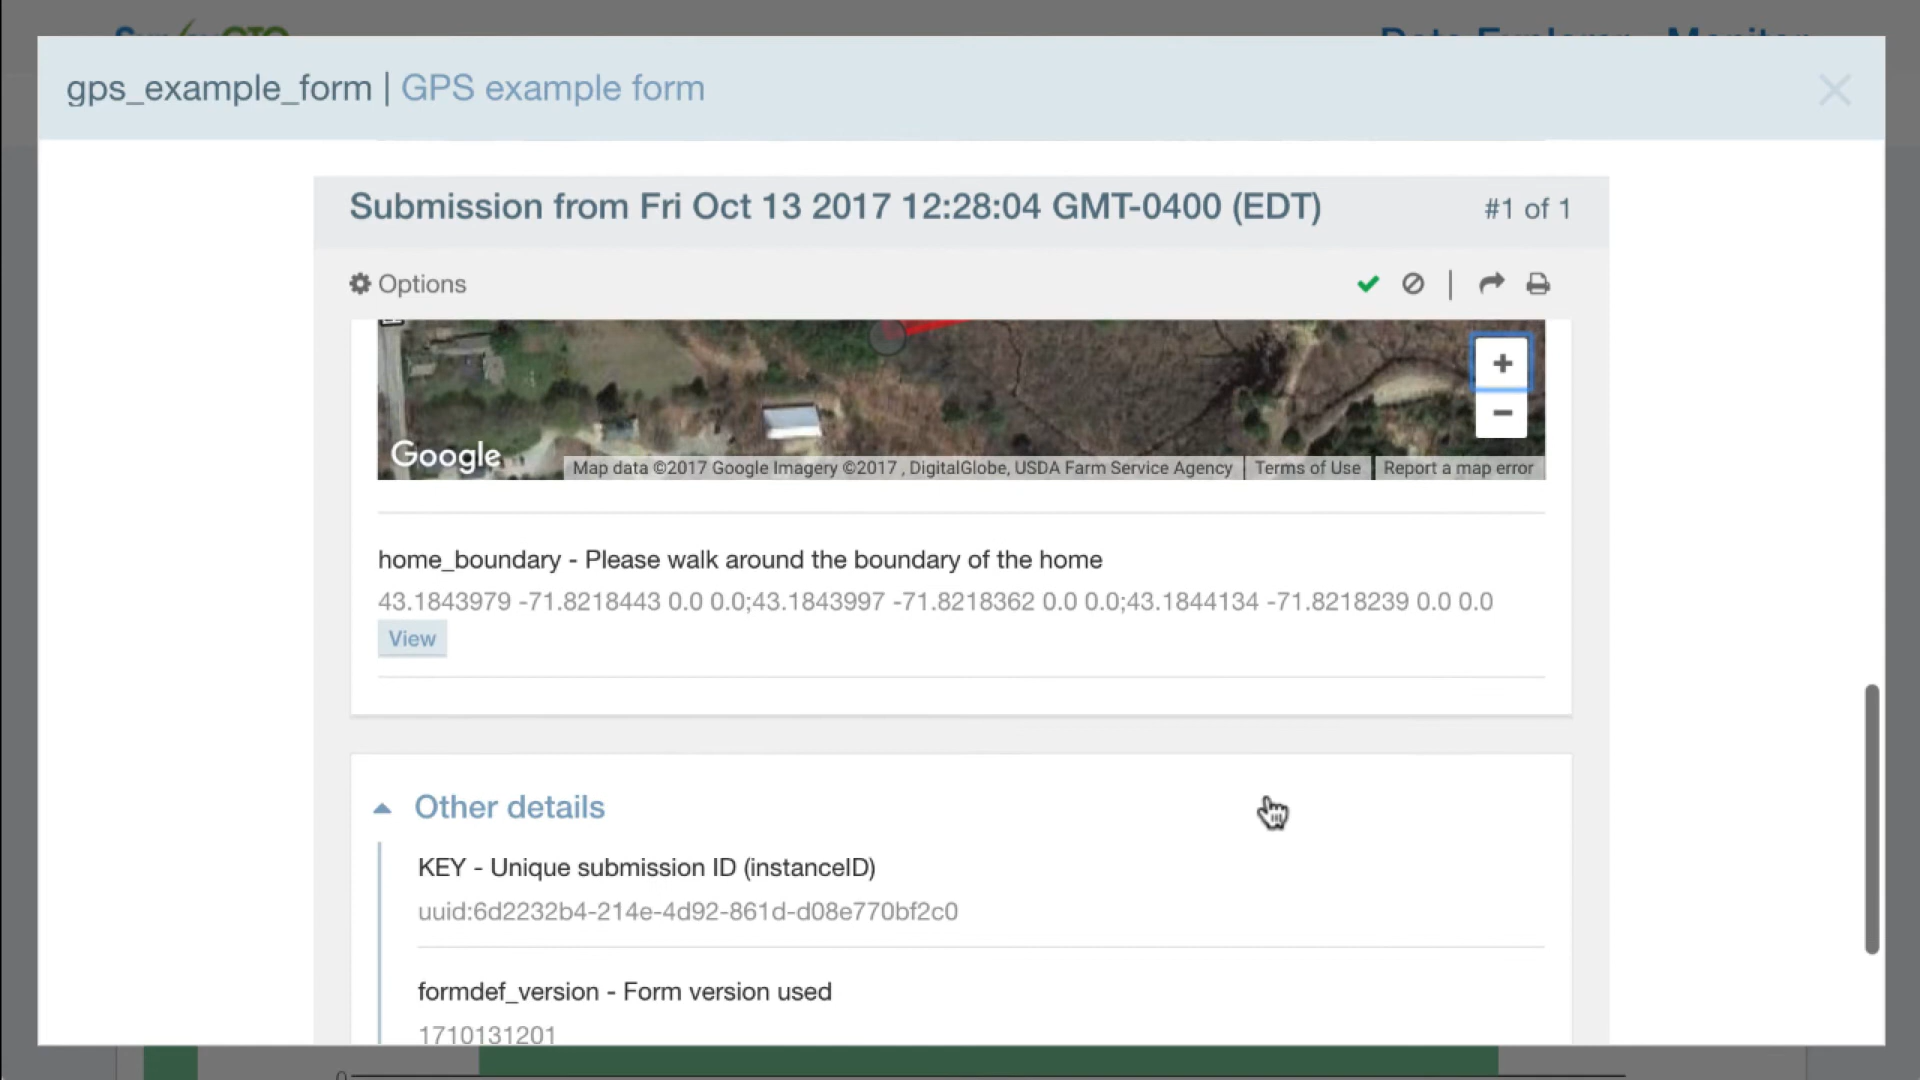 gps_example_form | GPS example form
Submission from Fri Oct 13 2017 12:28:04 GMT-0400 (EDT)
#1 of 1
Options
+
−
Google
Map data ©2017 Google Imagery ©2017 , DigitalGlobe, USDA Farm Service Agency
Terms of Use
Report a map error
home_boundary - Please walk around the boundary of the home
43.1843979 -71.8218443 0.0 0.0;43.1843997 -71.8218362 0.0 0.0;43.1844134 -71.8218239 0.0 0.0
View
Other details
KEY - Unique submission ID (instanceID)
uuid:6d2232b4-214e-4d92-861d-d08e770bf2c0
formdef_version - Form version used
1710131201